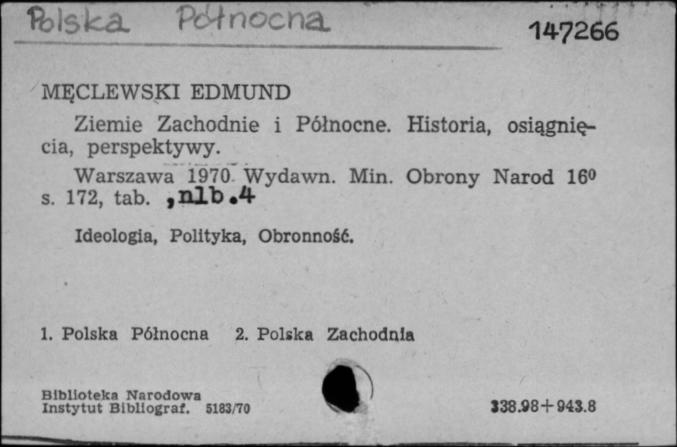 Polska Północna
147266
MĘCLEWSKI EDMUND
Ziemie Zachodnie i Północne. Historia, osiągnię-
cia, perspektywy.
Warszawa 1970 Wydawn. Min. Obrony Narod 16⁰
s. 172, tab. ,nlb.4
Ideologia, Polityka, Obronność.
1. Polska Północna 2. Polska Zachodnia
Biblioteka Narodowa
Instytut Bibliograf. 5183/70
338.98+943.8